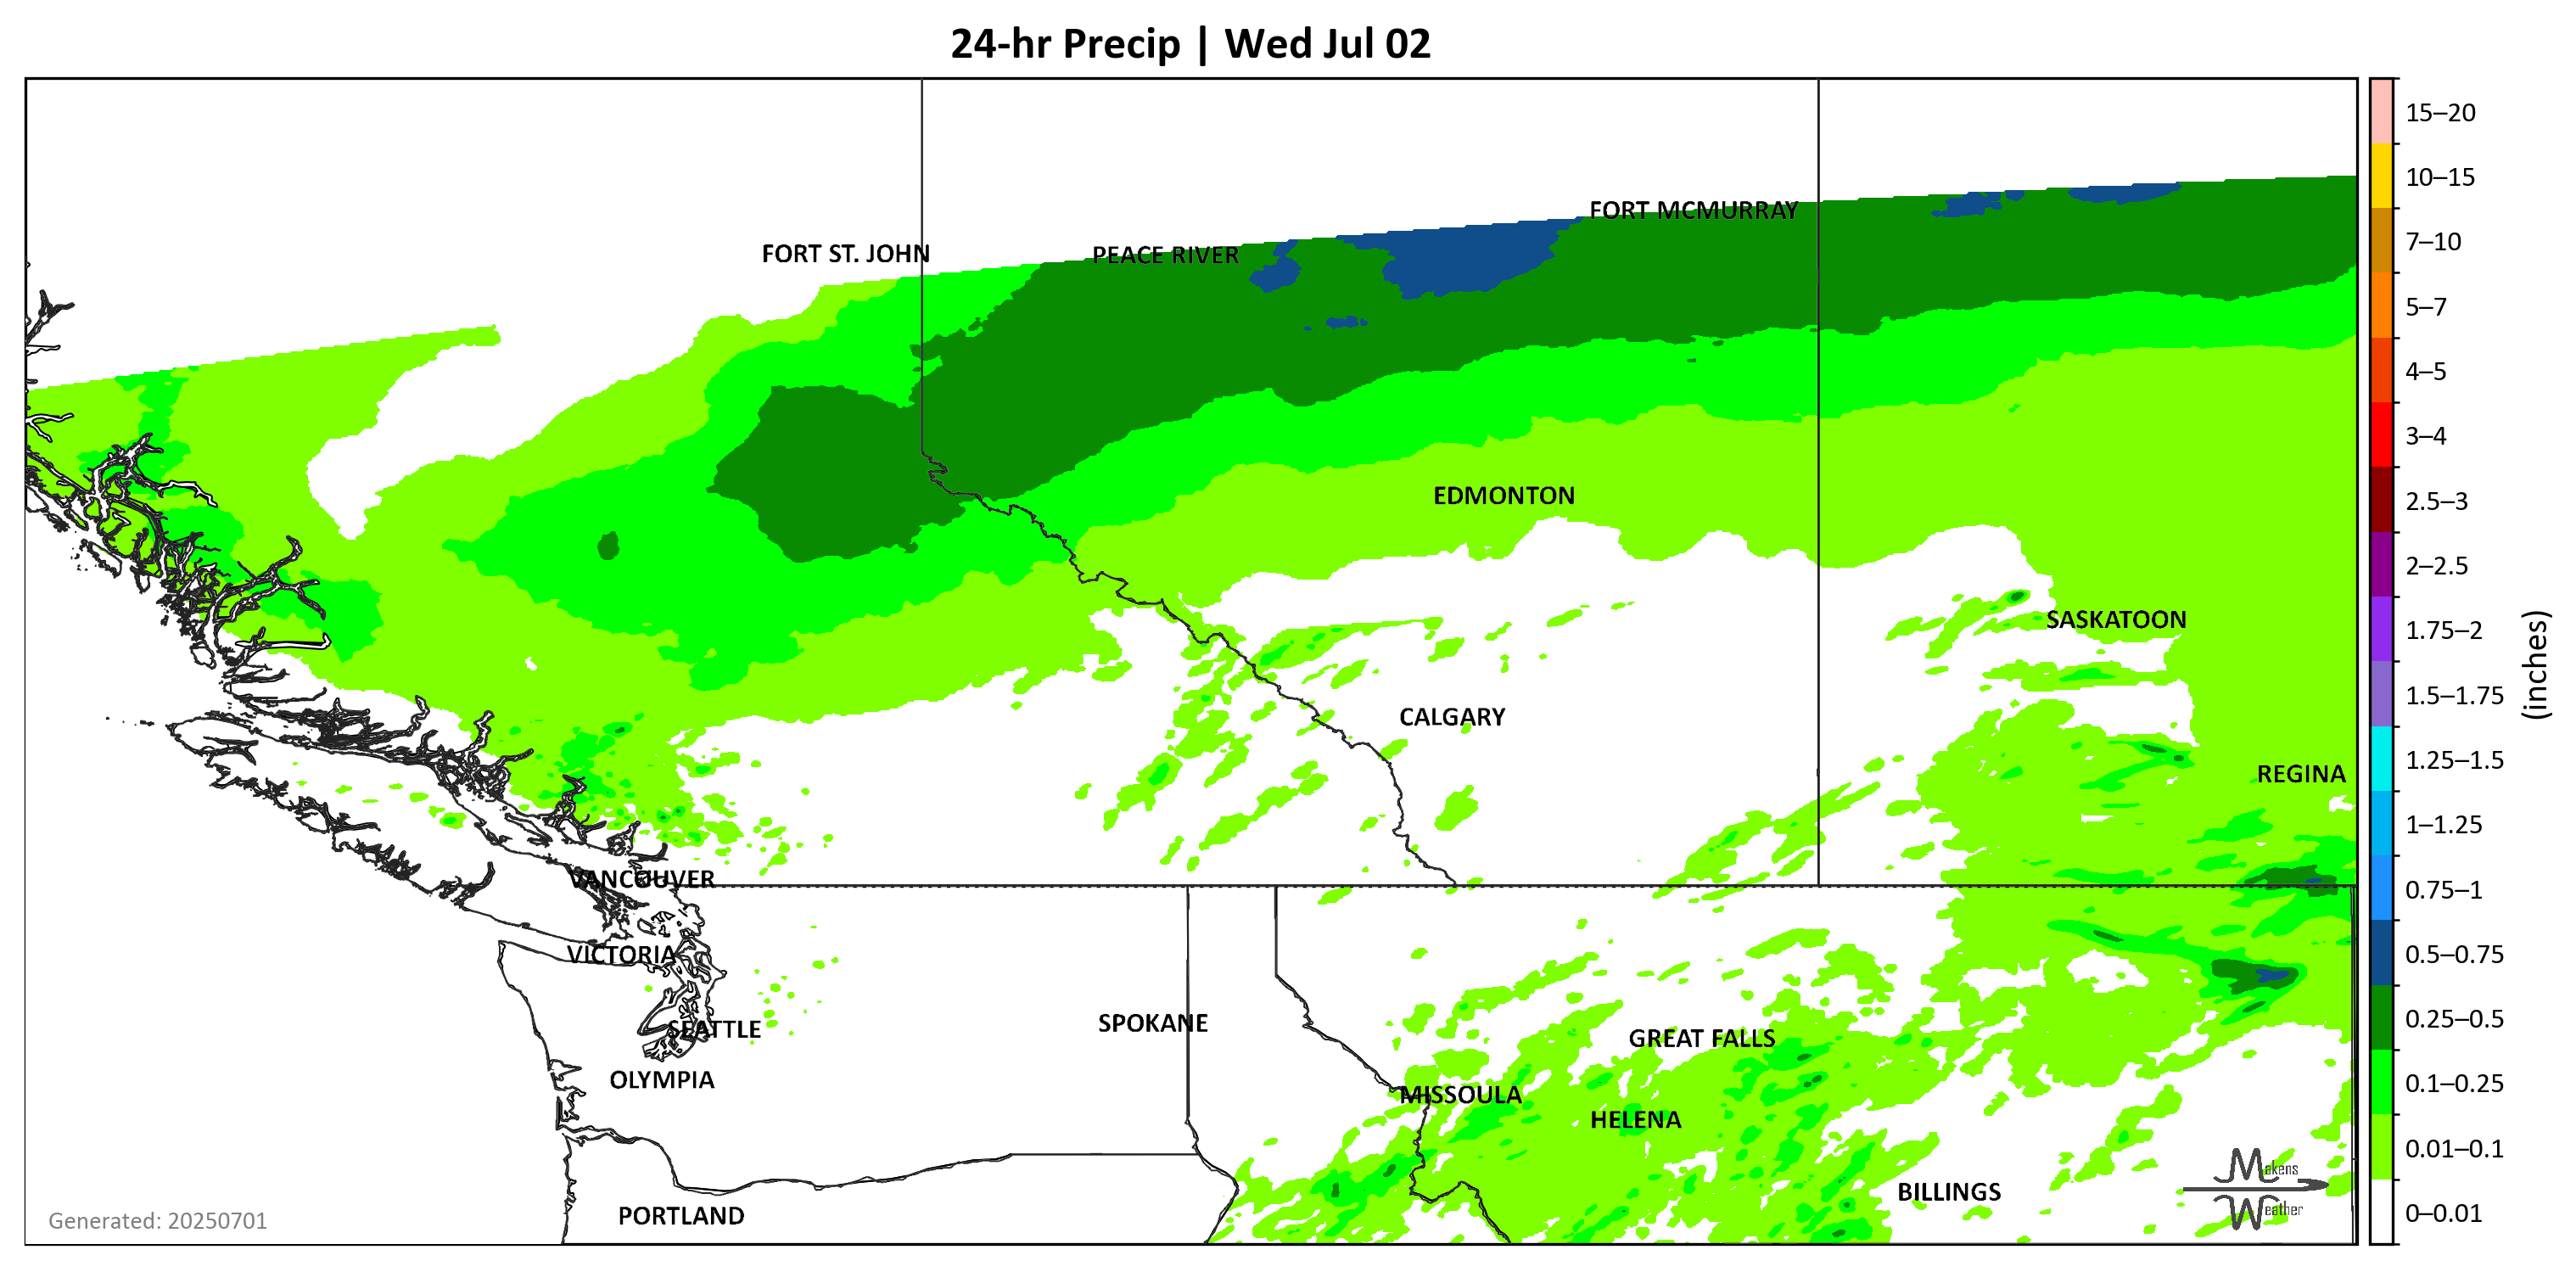 24-hr Precip | Wed Jul 02
15–20
10–15
7–10
5–7
4–5
3–4
2.5–3
2–2.5
1.75–2
1.5–1.75
1.25–1.5
1–1.25
0.75–1
0.5–0.75
0.25–0.5
0.1–0.25
0.01–0.1
0–0.01
(inches)
FORT MCMURRAY
FORT ST. JOHN
PEACE RIVER
EDMONTON
SASKATOON
CALGARY
REGINA
VANCOUVER
VICTORIA
SPOKANE
SEATTLE
GREAT FALLS
OLYMPIA
MISSOULA
HELENA
BILLINGS
PORTLAND
Makens
Weather
Generated: 20250701